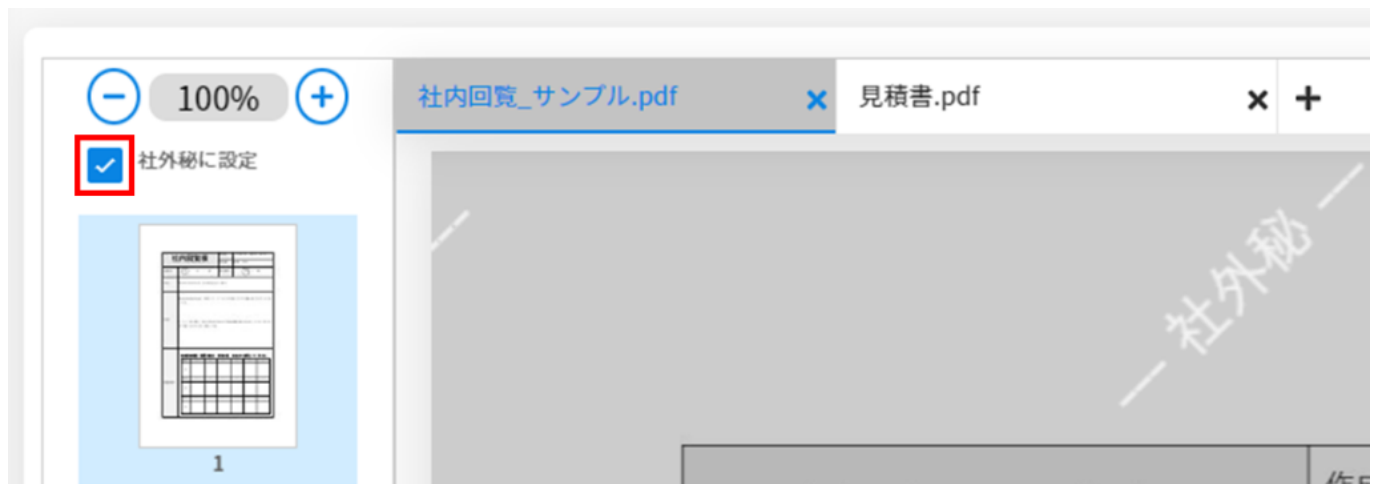 100%
社内回覧_サンプル.pdf
見積書.pdf
社外秘に設定
― 社外秘 ―
1